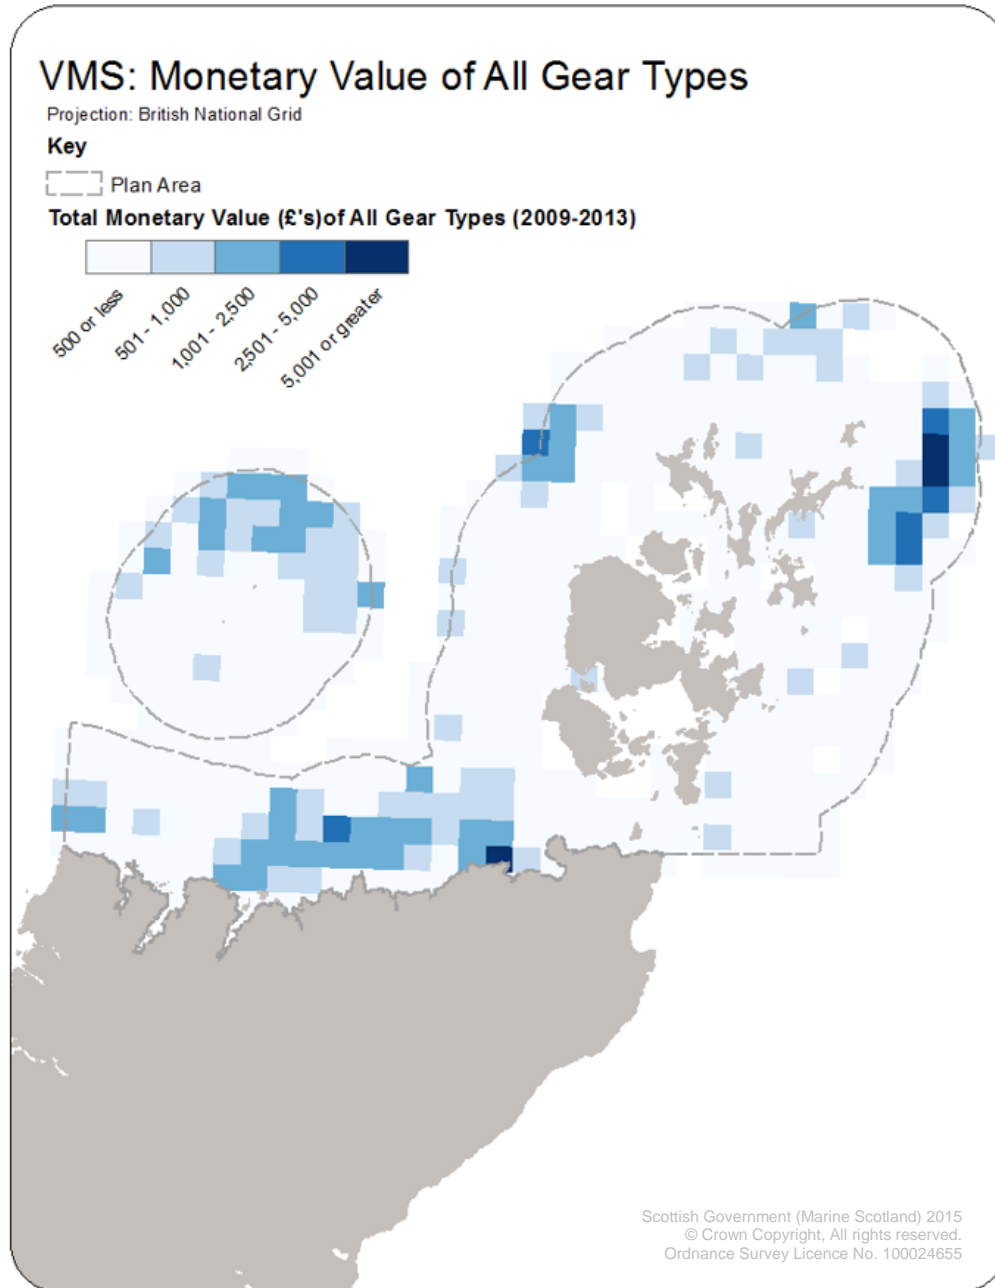 VMS: Monetary Value of All Gear Types
Projection: British National Grid
Key
Plan Area
Total Monetary Value (£'s)of All Gear Types (2009-2013)
500 or less
501 - 1,000
1,001 - 2,500
2,501 - 5,000
5,001 or greater
Scottish Government (Marine Scotland) 2015
© Crown Copyright, All rights reserved.
Ordnance Survey Licence No. 100024655